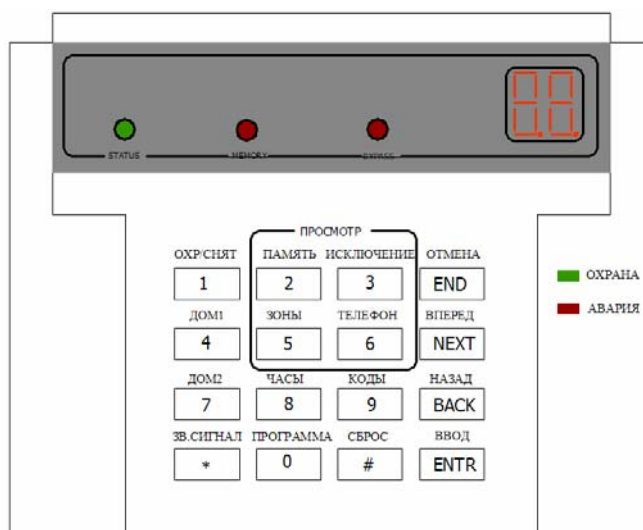 8.8.
STATUS MEMORY BYPASS
ПРОСМОТР
ОХР/СНЯТ ПАМЯТЬ ИСКЛЮЧЕНИЕ ОТМЕНА
1 2 3 END
ОХРАНА
ДОМ1 ЗОНЫ ТЕЛЕФОН ВПЕРЕД
АВАРИЯ
4 5 6 NEXT
ДОМ2 ЧАСЫ КОДЫ НАЗАД
7 8 9 BACK
ЗВ.СИГНАЛ ПРОГРАММА СБРОС ВВОД
* 0 # ENTR